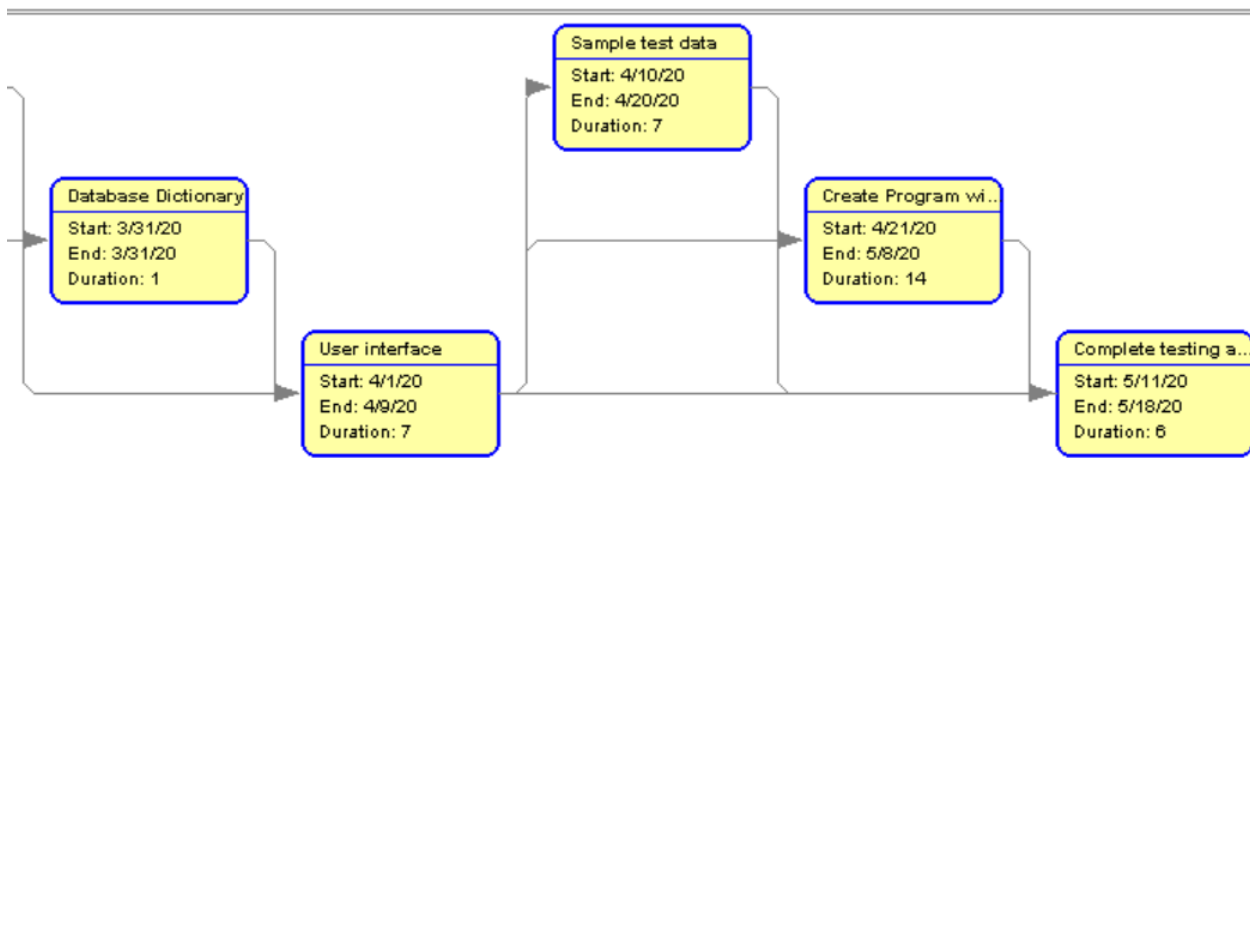 Sample test data
Start: 4/10/20
End: 4/20/20
Duration: 7
Database Dictionary
Start: 3/31/20
End: 3/31/20
Duration: 1
Create Program wi...
Start: 4/21/20
End: 5/8/20
Duration: 14
User interface
Start: 4/1/20
End: 4/9/20
Duration: 7
Complete testing a...
Start: 5/11/20
End: 5/18/20
Duration: 6